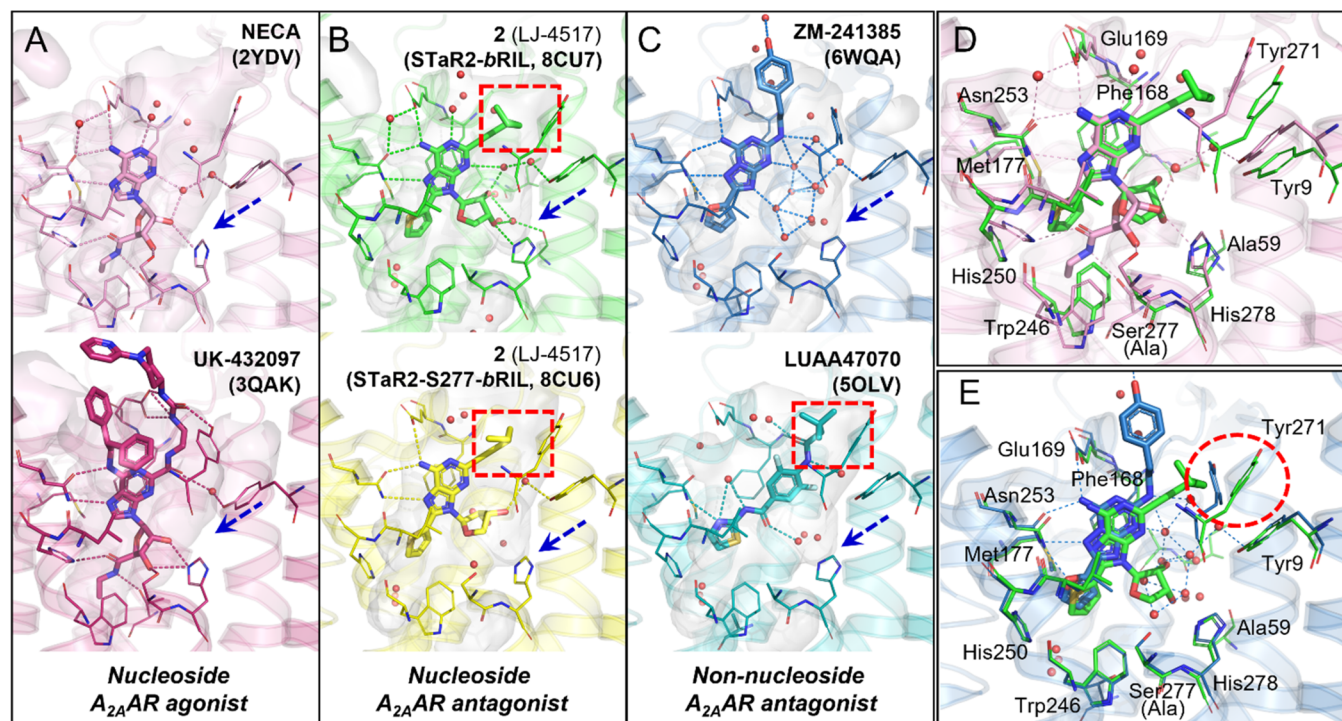 A
NECA
(2YDV)
UK-432097
(3QAK)
Nucleoside
A2AAR agonist
B
2 (LJ-4517)
(STaR2-bRIL, 8CU7)
2 (LJ-4517)
(STaR2-S277-bRIL, 8CU6)
Nucleoside
A2AAR antagonist
C
ZM-241385
(6WQA)
LUAA47070
(5OLV)
Non-nucleoside
A2AAR antagonist
D
Glu169
Tyr271
Phe168
Asn253
Met177
Tyr9
Ala59
His250
Trp246
Ser277
(Ala)
His278
E
Tyr271
Glu169
Phe168
Asn253
Met177
Tyr9
Ala59
His250
Trp246
Ser277
(Ala)
His278